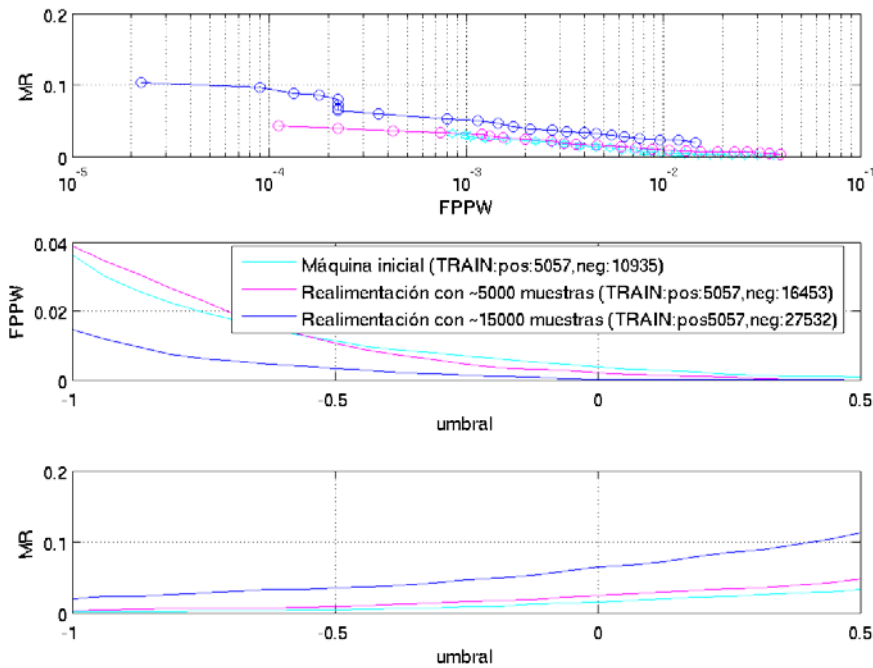 0.2
0.1
0
MR
10^-5
10^-4
10^-3
10^-2
10^-1
FPPW
0.04
0.02
0
FPPW
Máquina inicial (TRAIN:pos:5057,neg:10935)
Realimentación con ~5000 muestras (TRAIN:pos:5057,neg:16453)
Realimentación con ~15000 muestras (TRAIN:pos5057,neg:27532)
-1
-0.5
0
0.5
umbral
0.2
0.1
0
MR
-1
-0.5
0
0.5
umbral